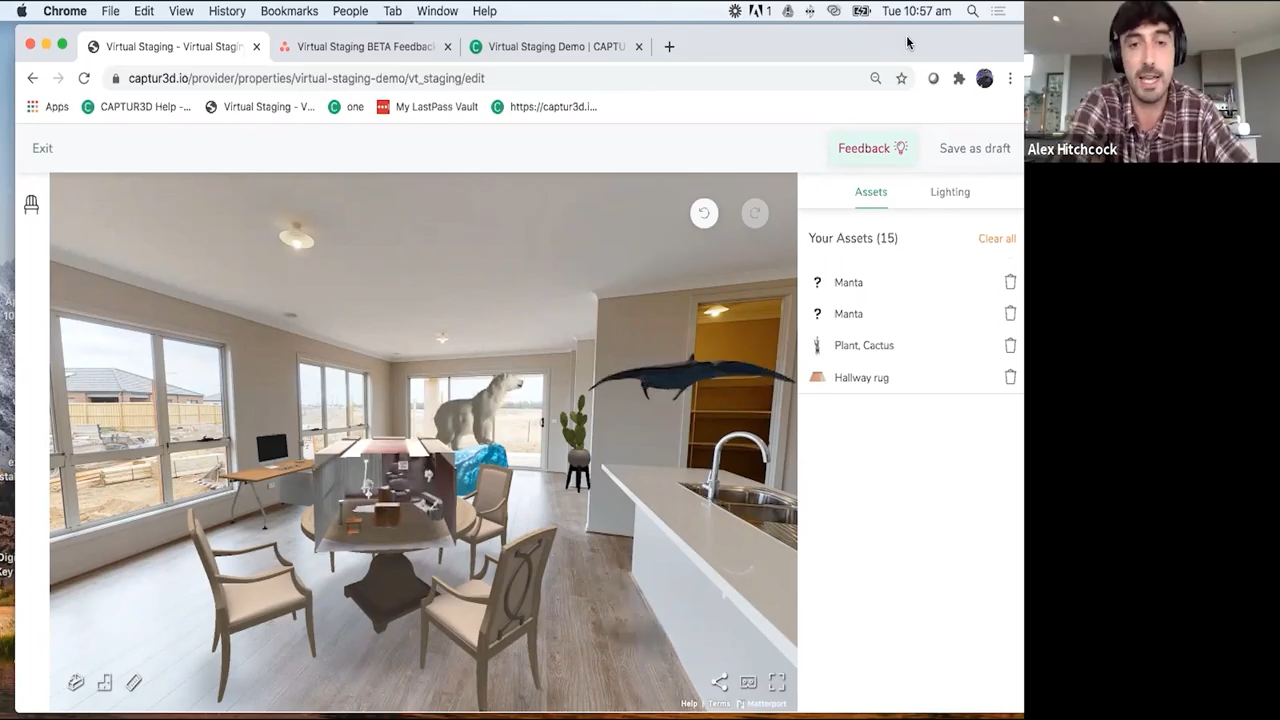 Chrome File Edit View History Bookmarks People Tab Window Help
1 Tue 10:57 am
Virtual Staging - Virtual Stagin
Virtual Staging BETA Feedback
Virtual Staging Demo | CAPTU
captur3d.io/provider/properties/virtual-staging-demo/vt_staging/edit
Apps CAPTUR3D Help -... Virtual Staging - V... one My LastPass Vault https://captur3d.i...
Exit
Feedback
Save as draft
Assets Lighting
Your Assets (15) Clear all
? Manta
? Manta
Plant, Cactus
Hallway rug
Help | Terms Matterport
Alex Hitchcock